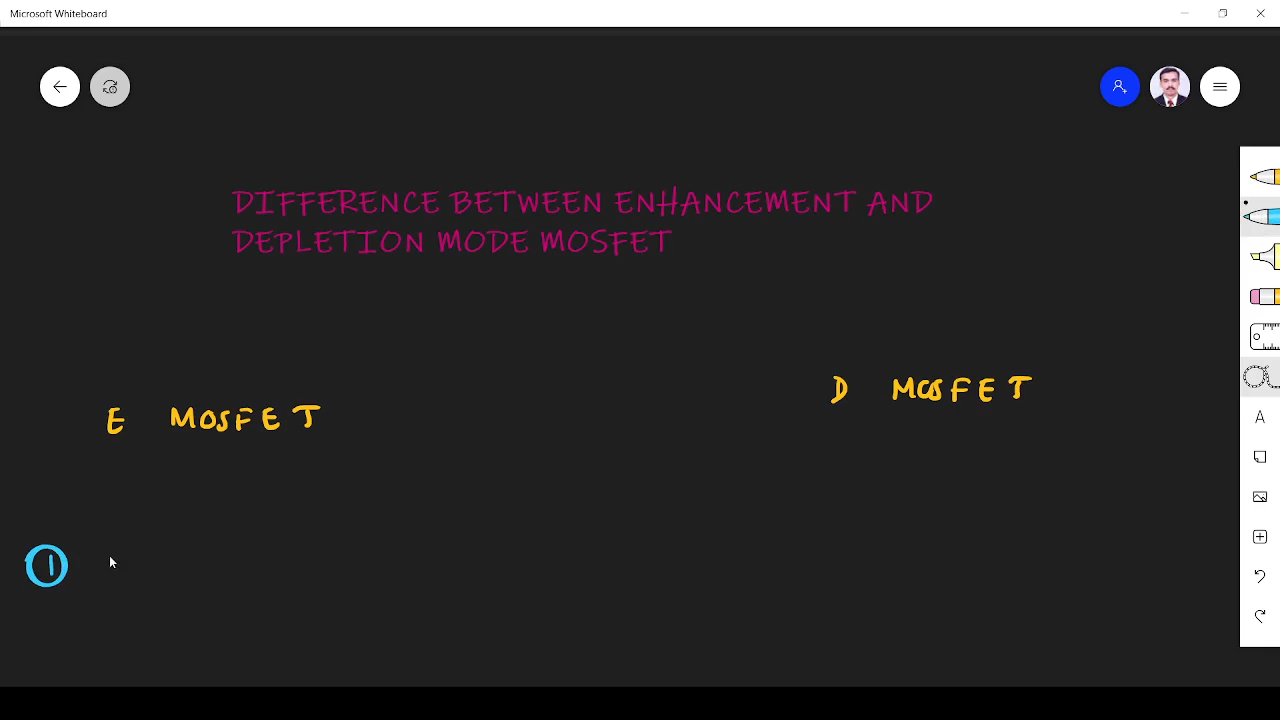 Microsoft Whiteboard
DIFFERENCE BETWEEN ENHANCEMENT AND
DEPLETION MODE MOSFET
D MOSFET
E MOSFET
1
A